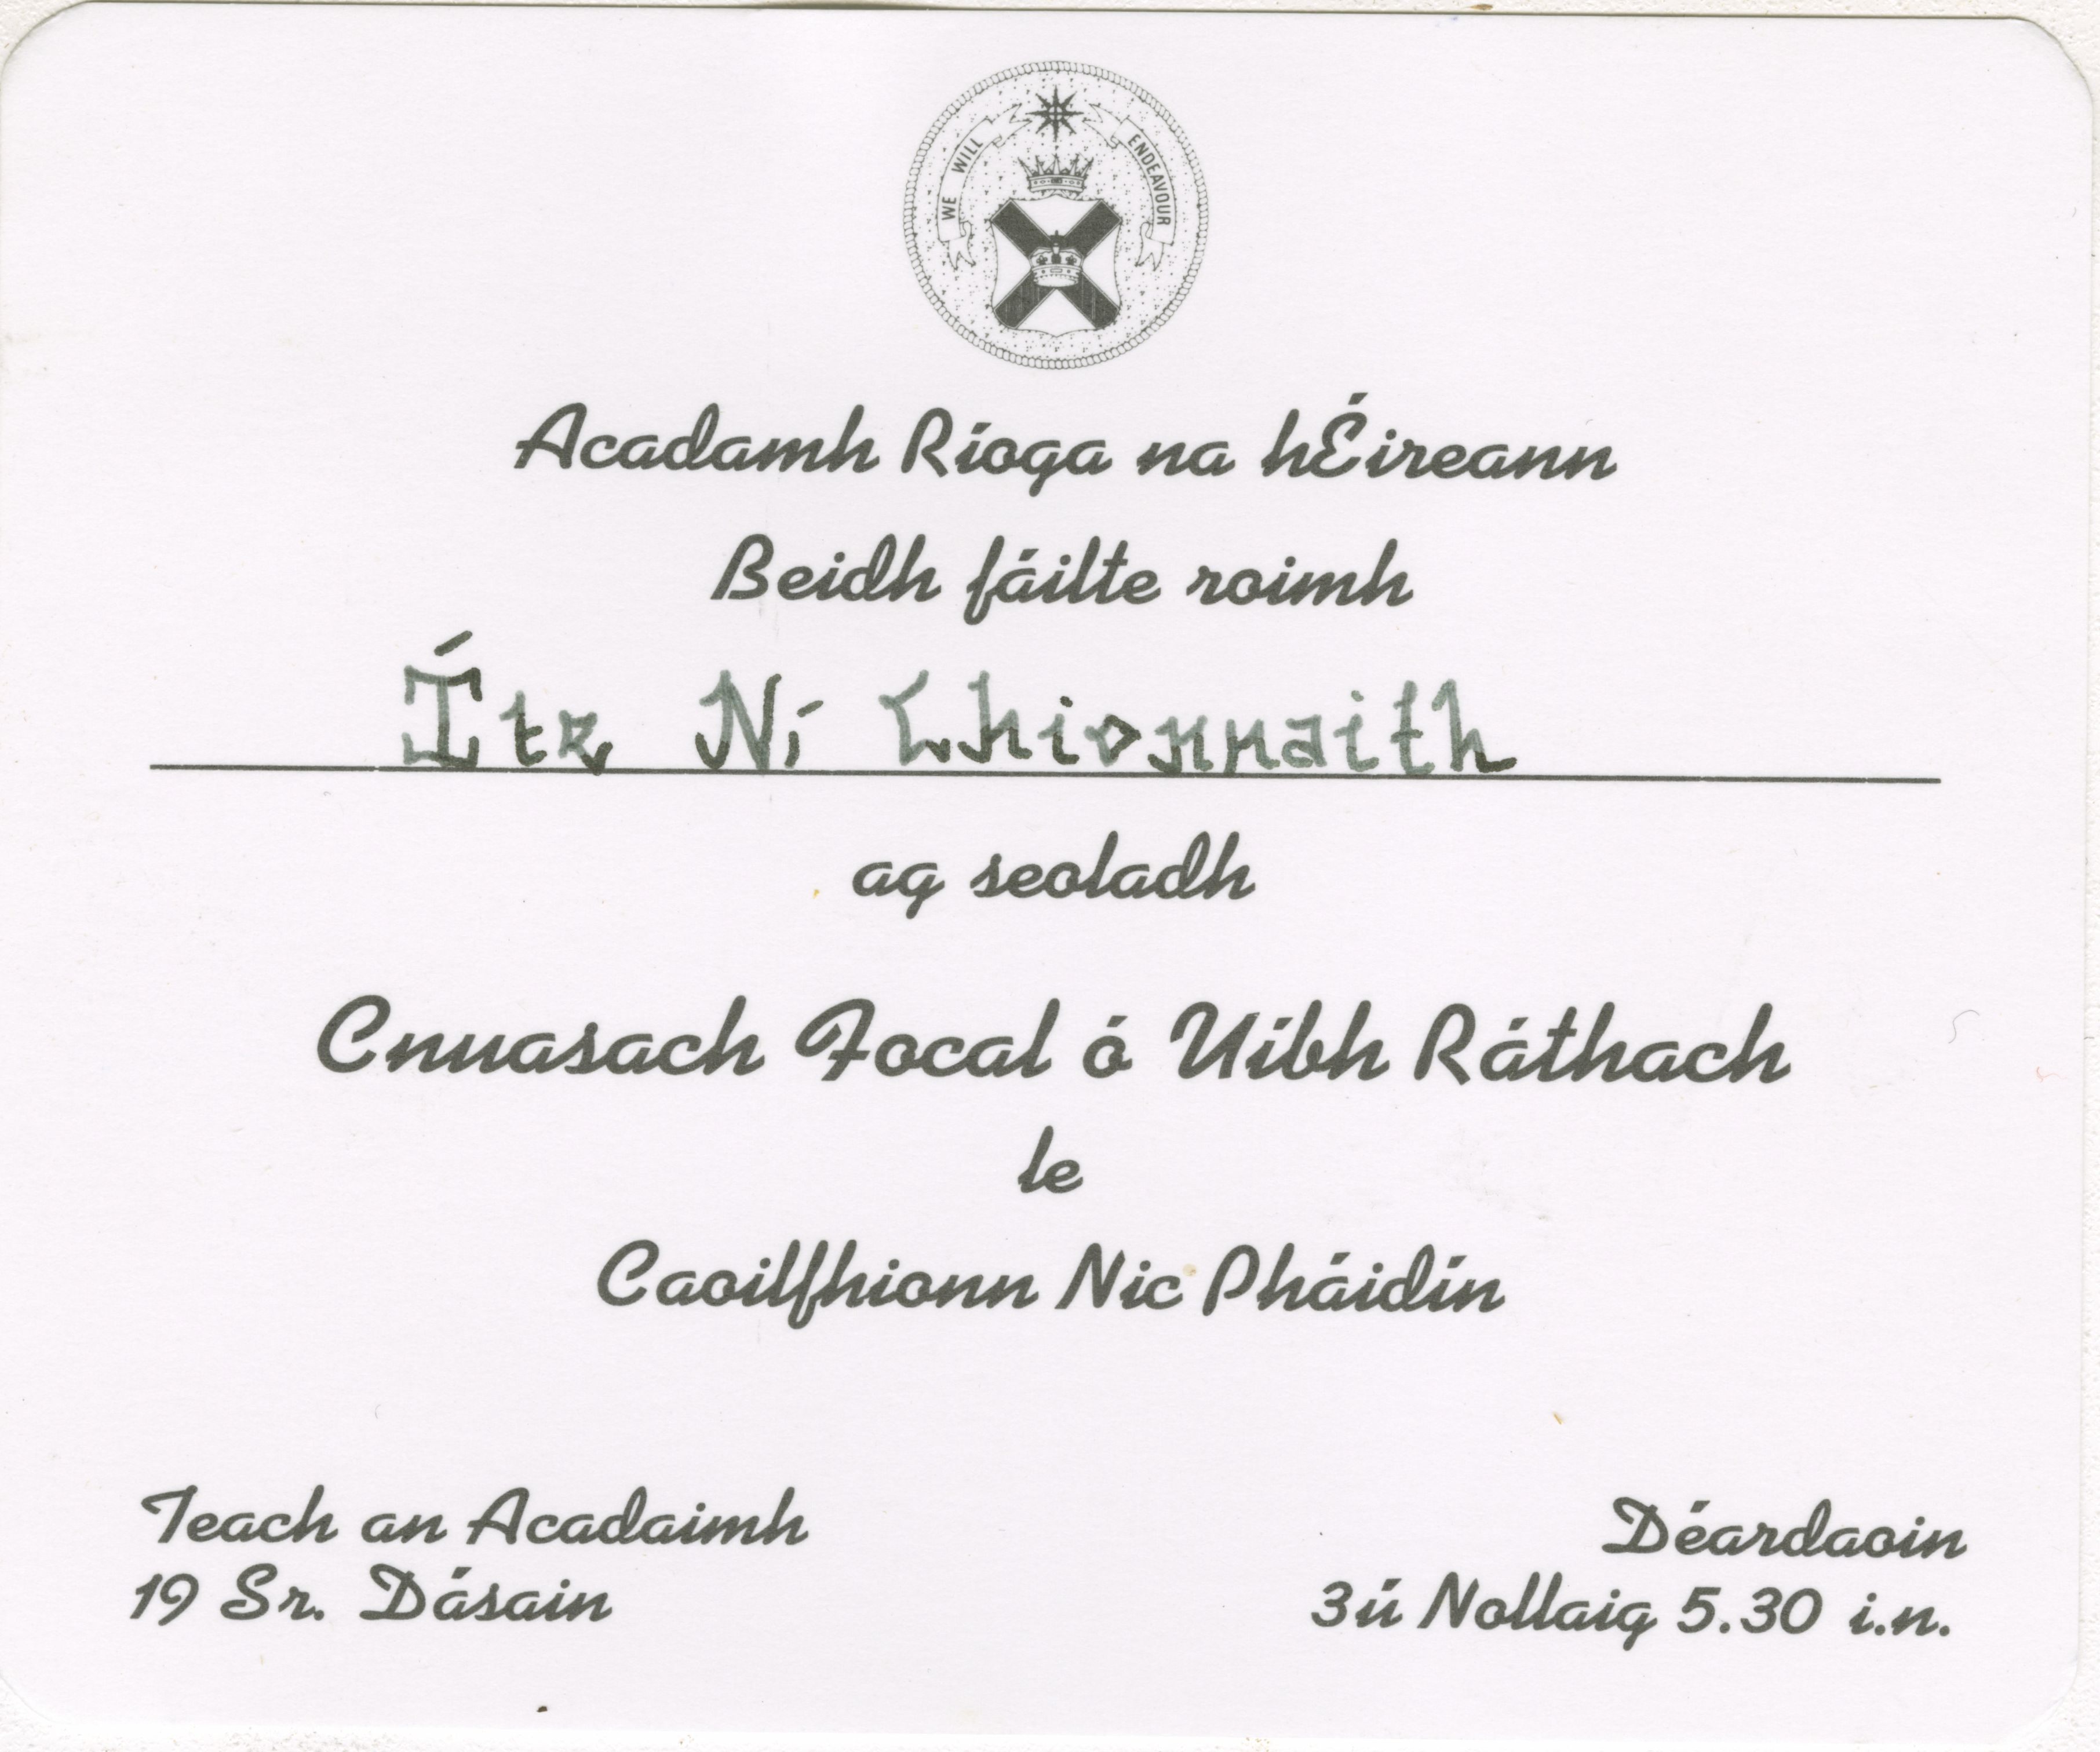 WE WILL ENDEAVOUR
Acadamh Ríoga na hÉireann
Beidh fáilte roimh
Íte Ní Chionnaith
ag seoladh
Cnuasach Focal ó Uíbh Ráthach
le
Caoilfhionn Nic Pháidín
Teach an Acadaimh
19 Sr. Dásain
Déardaoin
3ú Nollaig 5.30 i.n.